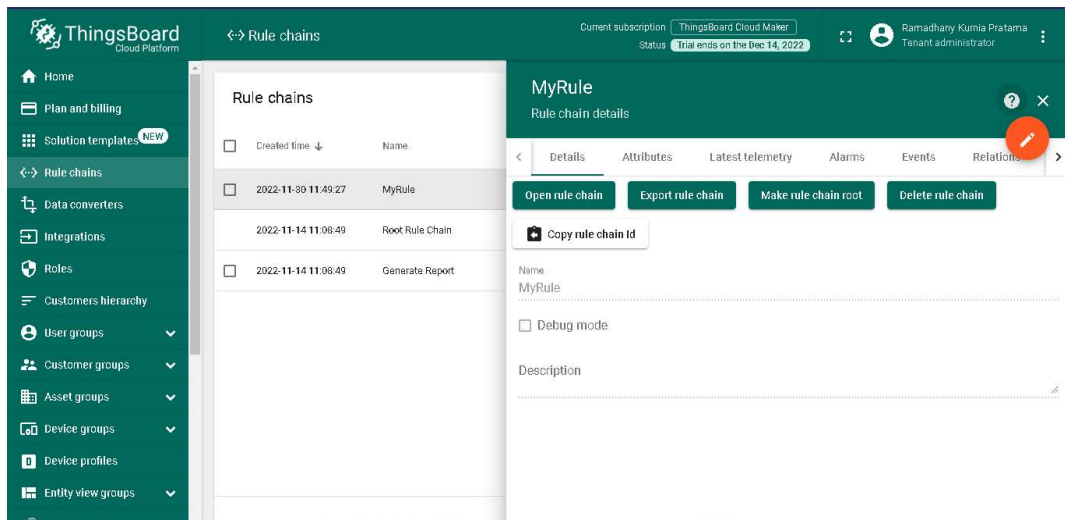 ThingsBoard
Cloud Platform
Rule chains
Current subscription ThingsBoard Cloud Maker
Status Trial ends on the Dec 14, 2022
Ramadhany Kurnia Pratama
Tenant administrator
Home
Plan and billing
Solution templates NEW
Rule chains
Data converters
Integrations
Roles
Customers hierarchy
User groups
Customer groups
Asset groups
Device groups
Device profiles
Entity view groups
Rule chains
Created time Name
2022-11-30 11:49:27 MyRule
2022-11-14 11:08:49 Root Rule Chain
2022-11-14 11:08:49 Generate Report
MyRule
Rule chain details
Details Attributes Latest telemetry Alarms Events Relations
Open rule chain Export rule chain Make rule chain root Delete rule chain
Copy rule chain Id
Name
MyRule
Debug mode
Description